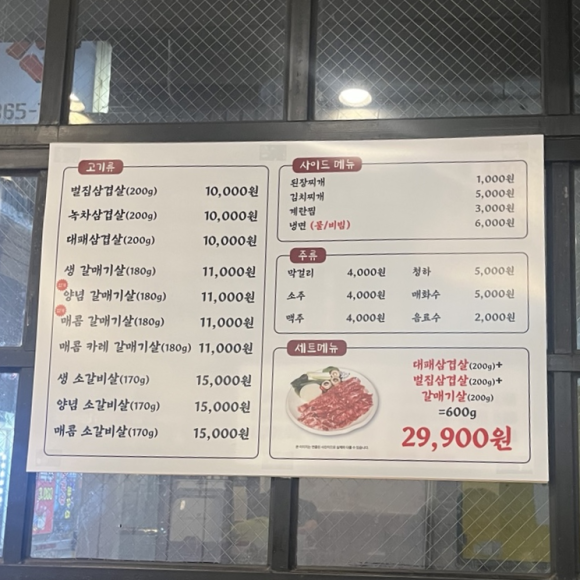 고기류
벌집삼겹살(200g) 10,000원
녹차삼겹살(200g) 10,000원
대패삼겹살(200g) 10,000원
생 갈매기살(180g) 11,000원
양념 갈매기살(180g) 11,000원
매콤 갈매기살(180g) 11,000원
매콤 카레 갈매기살(180g) 11,000원
생 소갈비살(170g) 15,000원
양념 소갈비살(170g) 15,000원
매콤 소갈비살(170g) 15,000원
사이드 메뉴
된장찌개 1,000원
김치찌개 5,000원
계란찜 3,000원
냉면 (물/비빔) 6,000원
주류
막걸리 4,000원 청하 5,000원
소주 4,000원 매화수 5,000원
맥주 4,000원 음료수 2,000원
세트메뉴
대패삼겹살(200g)+
벌집삼겹살(200g)+
갈매기살(200g)
=600g
29,900원